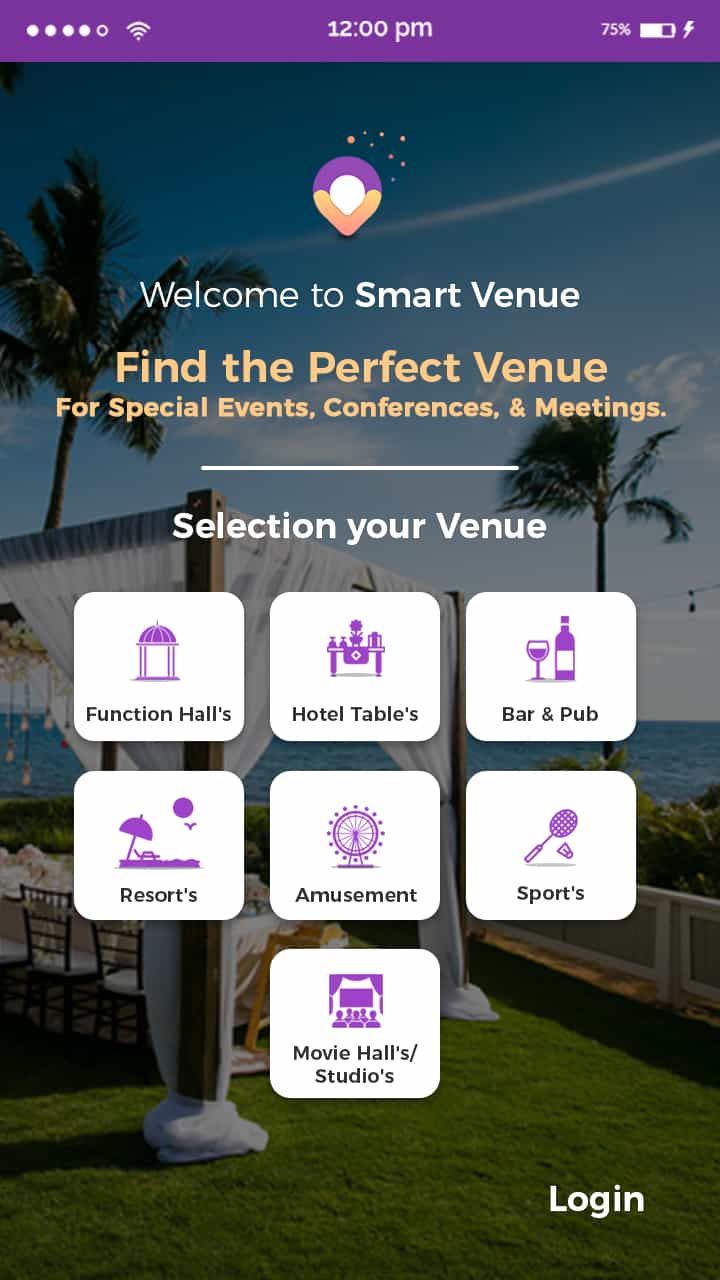 12:00 pm
75%
Welcome to Smart Venue
Find the Perfect Venue
For Special Events, Conferences, & Meetings.
Selection your Venue
Function Hall's
Hotel Table's
Bar & Pub
Resort's
Amusement
Sport's
Movie Hall's/
Studio's
Login